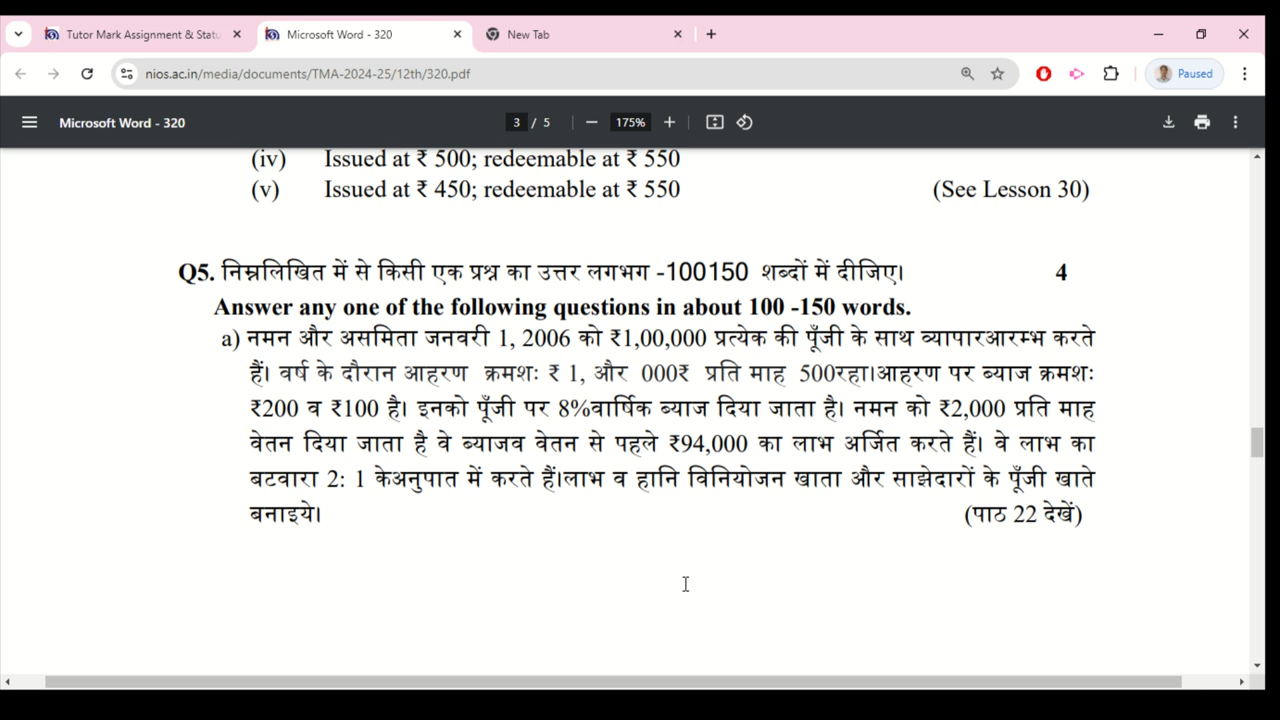 Tutor Mark Assignment & Statu
Microsoft Word - 320
New Tab
nios.ac.in/media/documents/TMA-2024-25/12th/320.pdf
Paused
Microsoft Word - 320
3 / 5
175%
(iv) Issued at ₹ 500; redeemable at ₹ 550
(v) Issued at ₹ 450; redeemable at ₹ 550 (See Lesson 30)
Q5. निम्नलिखित में से किसी एक प्रश्न का उत्तर लगभग -100150 शब्दों में दीजिए। 4
Answer any one of the following questions in about 100 -150 words.
a) नमन और असमिता जनवरी 1, 2006 को ₹1,00,000 प्रत्येक की पूँजी के साथ व्यापारआरम्भ करते
हैं। वर्ष के दौरान आहरण क्रमशः ₹ 1, और 000₹ प्रति माह 500रहा।आहरण पर ब्याज क्रमशः
₹200 व ₹100 है। इनको पूँजी पर 8%वार्षिक ब्याज दिया जाता है। नमन को ₹2,000 प्रति माह
वेतन दिया जाता है वे ब्याजव वेतन से पहले ₹94,000 का लाभ अर्जित करते हैं। वे लाभ का
बटवारा 2: 1 केअनुपात में करते हैं।लाभ व हानि विनियोजन खाता और साझेदारों के पूँजी खाते
बनाइये। (पाठ 22 देखें)